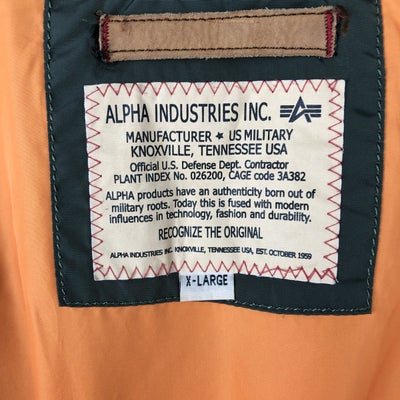 ALPHA INDUSTRIES INC.
MANUFACTURER ★ US MILITARY
KNOXVILLE, TENNESSEE USA
Official U.S. Defense Dept. Contractor
PLANT INDEX No. 026200, CAGE code 3A382
ALPHA products have an authenticity born out of
military roots. Today this is fused with modern
influences in technology, fashion and durability.
RECOGNIZE THE ORIGINAL
ALPHA INDUSTRIES INC. KNOXVILLE, TENNESSEE USA, EST. OCTOBER 1959
X-LARGE